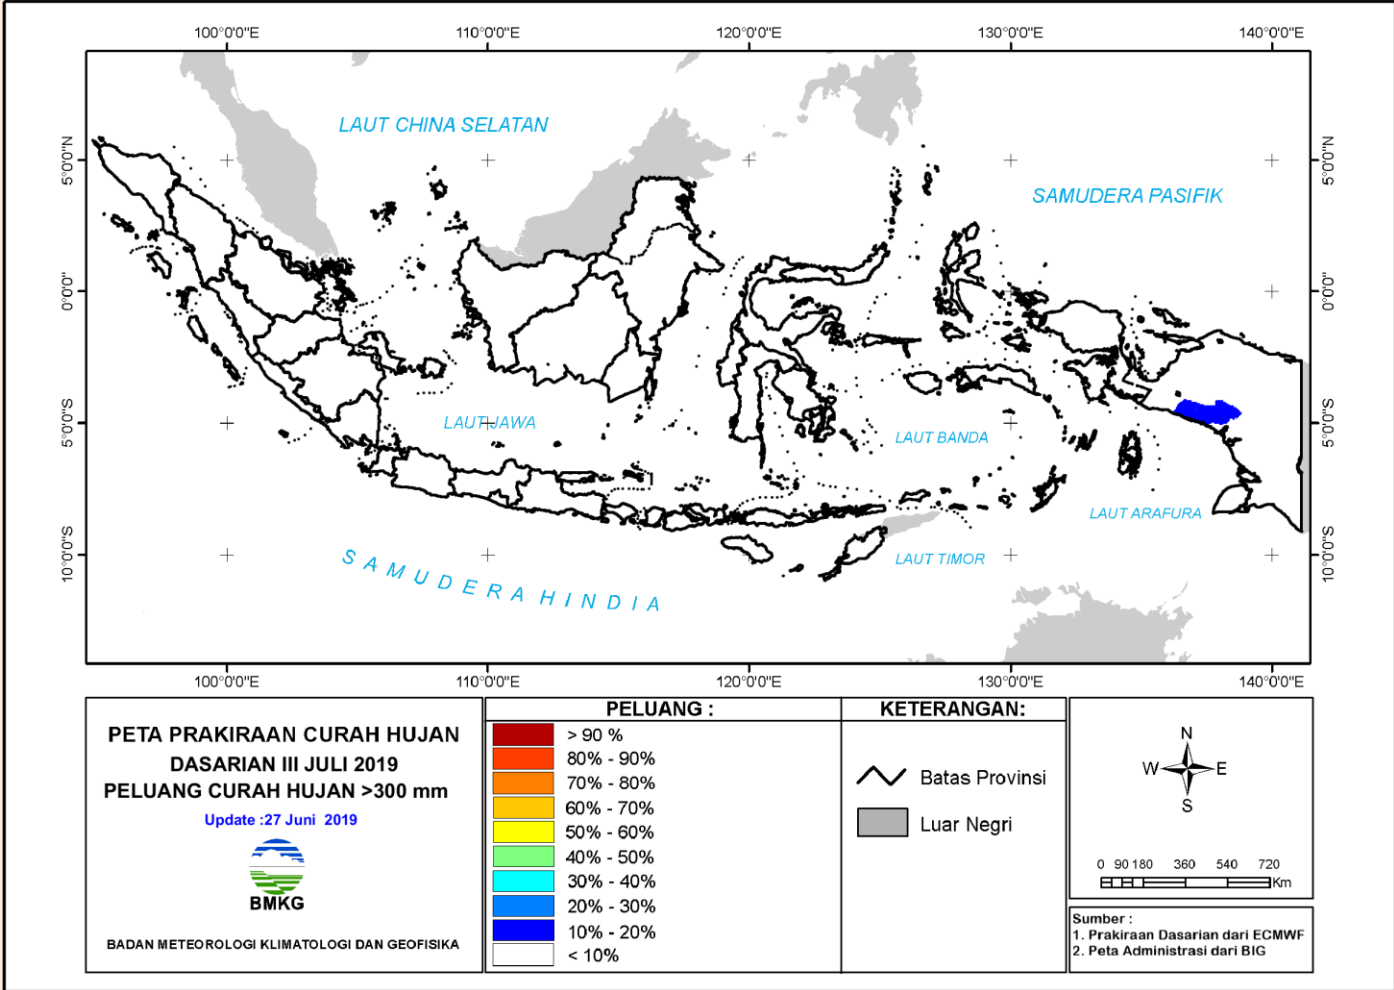 100°0'0"E 110°0'0"E 120°0'0"E 130°0'0"E 140°0'0"E
5°0'0"N 5°0'0"N
0°0'0" 0°0'0"
5°0'0"S 5°0'0"S
10°0'0"S 10°0'0"S
LAUT CHINA SELATAN
SAMUDERA PASIFIK
LAUT JAWA
LAUT BANDA
LAUT ARAFURA
LAUT TIMOR
SAMUDERA HINDIA
100°0'0"E 110°0'0"E 120°0'0"E 130°0'0"E 140°0'0"E
PETA PRAKIRAAN CURAH HUJAN
DASARIAN III JULI 2019
PELUANG CURAH HUJAN >300 mm
Update :27 Juni 2019
BMKG
BADAN METEOROLOGI KLIMATOLOGI DAN GEOFISIKA
PELUANG :
> 90 %
80% - 90%
70% - 80%
60% - 70%
50% - 60%
40% - 50%
30% - 40%
20% - 30%
10% - 20%
< 10%
KETERANGAN:
Batas Provinsi
Luar Negri
N
W E
S
0 90 180 360 540 720
Km
Sumber :
1. Prakiraan Dasarian dari ECMWF
2. Peta Administrasi dari BIG